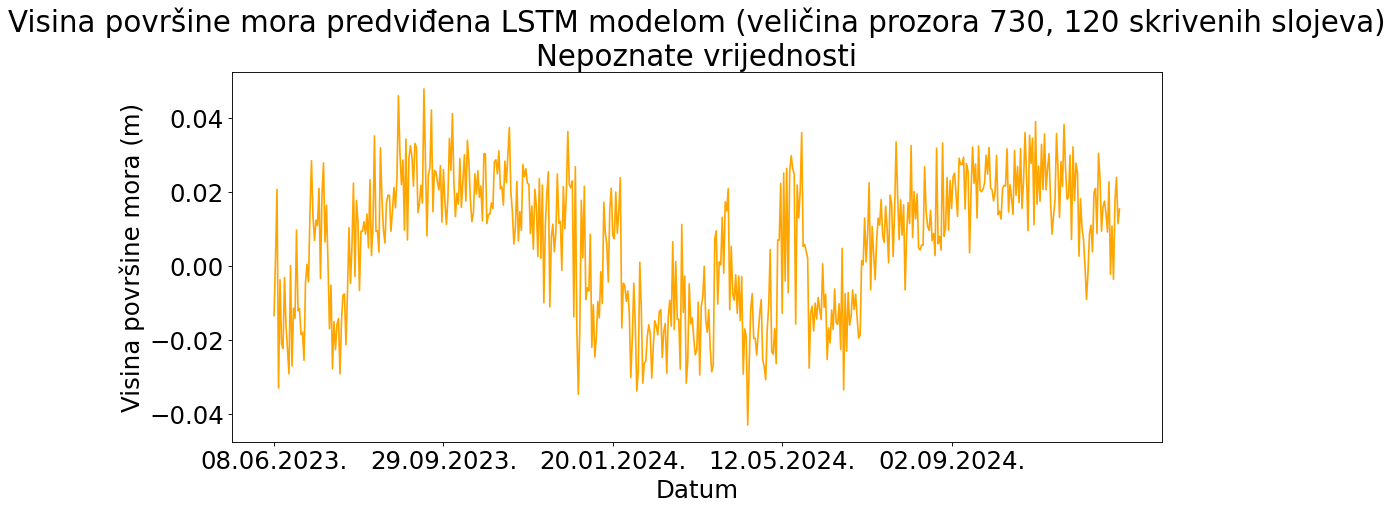 Visina površine mora predviđena LSTM modelom (veličina prozora 730, 120 skrivenih slojeva)
Nepoznate vrijednosti
Visina površine mora (m)
0.04
0.02
0.00
−0.02
−0.04
08.06.2023. 29.09.2023. 20.01.2024. 12.05.2024. 02.09.2024.
Datum